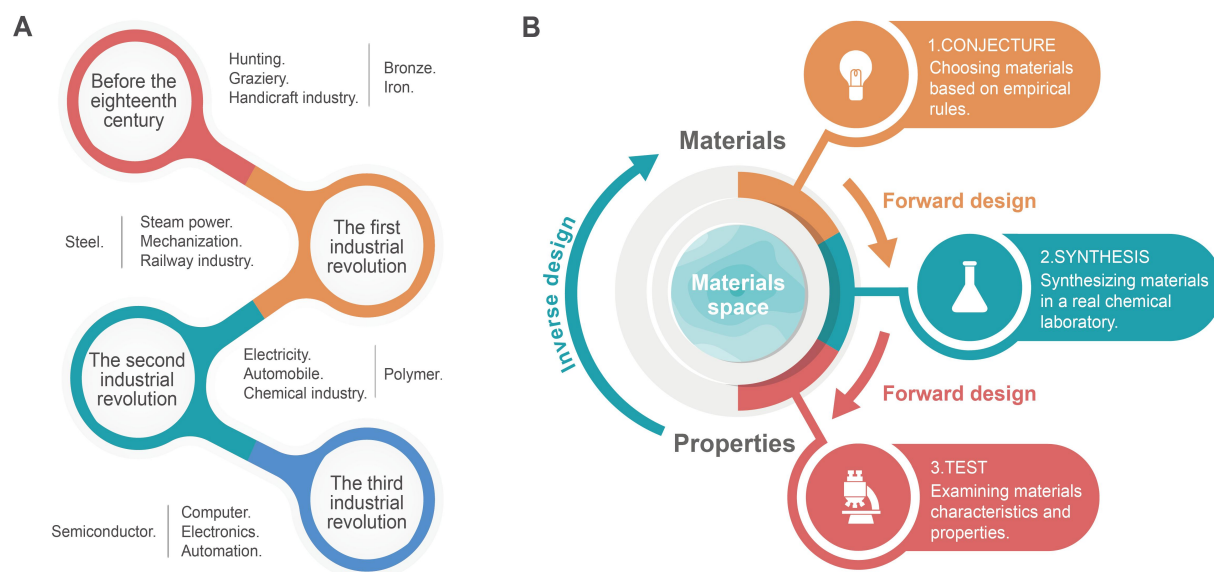 A
Before the
eighteenth
century
Hunting.
Graziery.
Handicraft industry.
Bronze.
Iron.
The first
industrial
revolution
Steel.
Steam power.
Mechanization.
Railway industry.
The second
industrial
revolution
Electricity.
Automobile.
Chemical industry.
Polymer.
The third
industrial
revolution
Semiconductor.
Computer.
Electronics.
Automation.
B
1.CONJECTURE
Choosing materials
based on empirical
rules.
Materials
Forward design
Inverse design
Materials
space
2.SYNTHESIS
Synthesizing materials
in a real chemical
laboratory.
Forward design
Properties
3.TEST
Examining materials
characteristics and
properties.